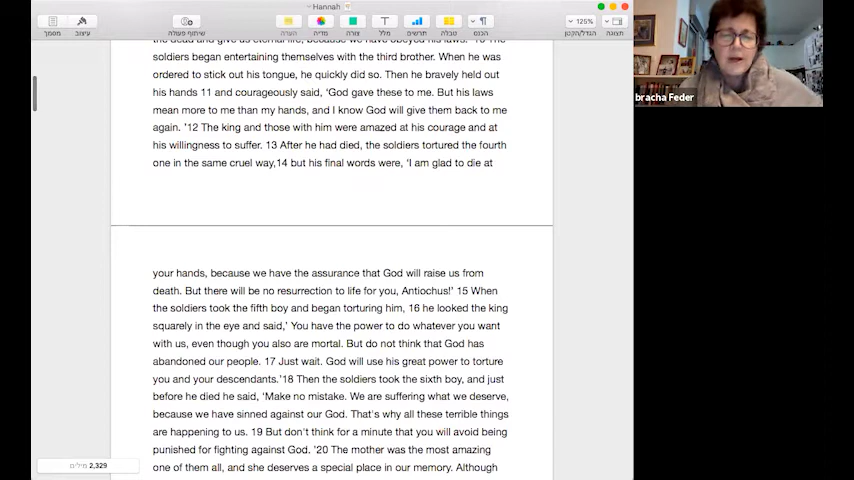 Hannah
125%
תצוגה
הגדל/הקטן
הכנס
טבלה
תרשים
מלל
צורה
מדיה
הערה
שיתוף פעולה
עיצוב
מסמך
the dead and give us eternal life, because we have obeyed his laws.' 10 The
soldiers began entertaining themselves with the third brother. When he was
ordered to stick out his tongue, he quickly did so. Then he bravely held out
his hands 11 and courageously said, 'God gave these to me. But his laws
mean more to me than my hands, and I know God will give them back to me
again. '12 The king and those with him were amazed at his courage and at
his willingness to suffer. 13 After he had died, the soldiers tortured the fourth
one in the same cruel way,14 but his final words were, 'I am glad to die at
your hands, because we have the assurance that God will raise us from
death. But there will be no resurrection to life for you, Antiochus!' 15 When
the soldiers took the fifth boy and began torturing him, 16 he looked the king
squarely in the eye and said,' You have the power to do whatever you want
with us, even though you also are mortal. But do not think that God has
abandoned our people. 17 Just wait. God will use his great power to torture
you and your descendants.'18 Then the soldiers took the sixth boy, and just
before he died he said, 'Make no mistake. We are suffering what we deserve,
because we have sinned against our God. That's why all these terrible things
are happening to us. 19 But don't think for a minute that you will avoid being
punished for fighting against God. '20 The mother was the most amazing
one of them all, and she deserves a special place in our memory. Although
2,329 מילים
bracha Feder